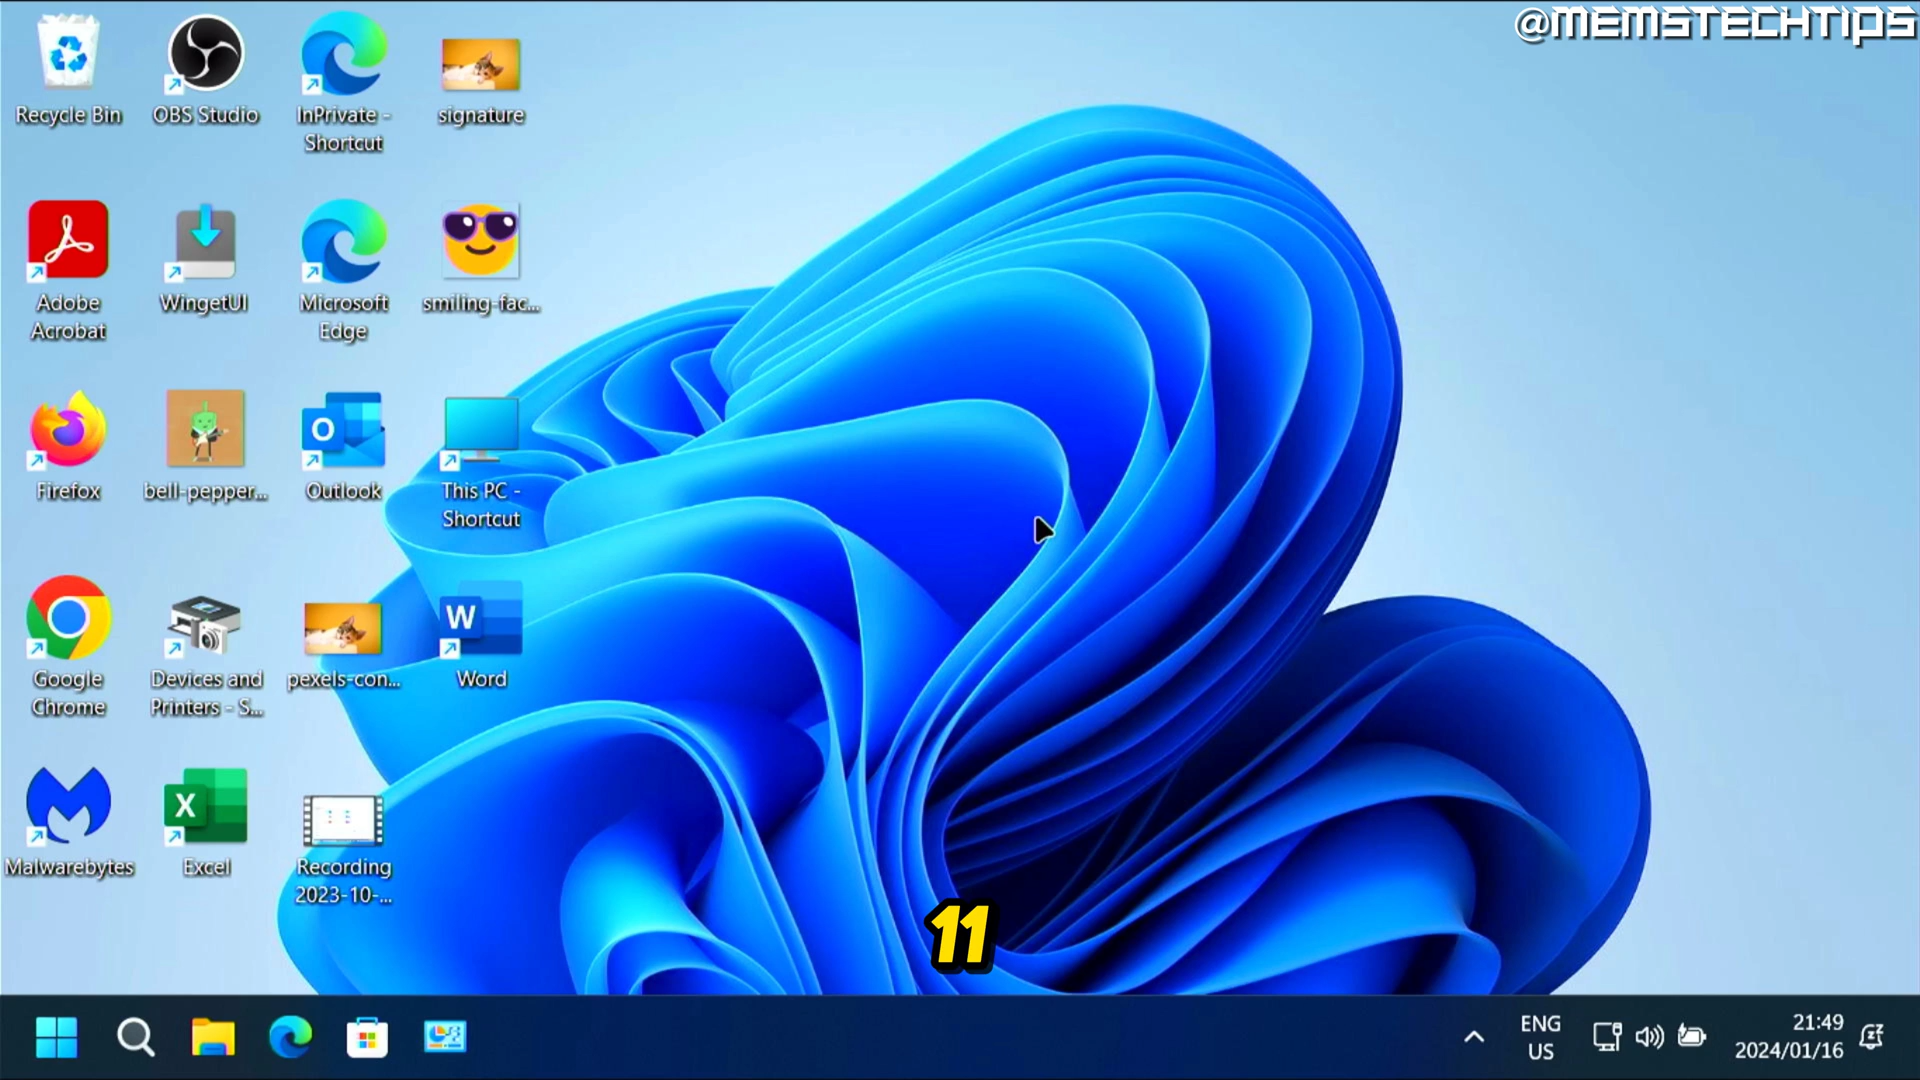 @MEMSTECHTIPS
Recycle Bin
OBS Studio
InPrivate -
Shortcut
signature
Adobe
Acrobat
WingetUI
Microsoft
Edge
smiling-fac...
Firefox
bell-pepper...
O
Outlook
This PC -
Shortcut
Google
Chrome
Devices and
Printers - S...
pexels-con...
W
Word
Malwarebytes
X
Excel
Recording
2023-10-...
11
ENG
US
21:49
2024/01/16